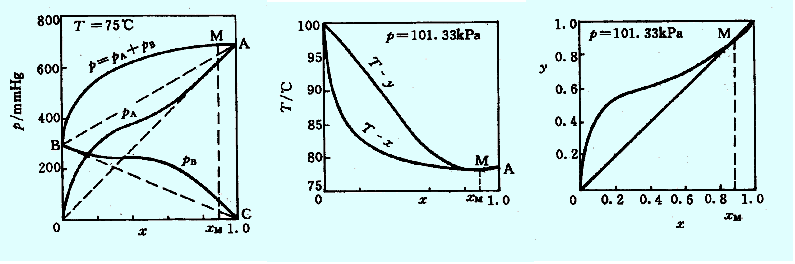 800
T=75℃
M
A
p=pA+pB
600
p/mmHg
400
pA
B
pB
200
C
0
x
xM 1.0
100
p=101.33kPa
95
T-y
T/℃
90
85
T-x
80
M
A
75
0
x
xM 1.0
1.0
p=101.33kPa
M
0.8
y
0.6
0.4
0.2
0
0.2 0.4 0.6 0.8 1.0
xM
x